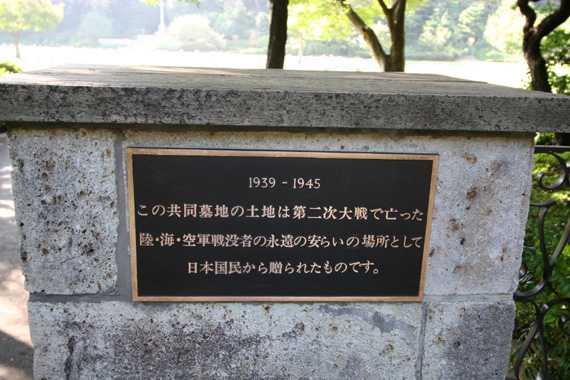 1939 - 1945
この共同墓地の土地は第二次大戦で亡った
陸・海・空軍戦没者の永遠の安らいの場所として
日本国民から贈られたものです。